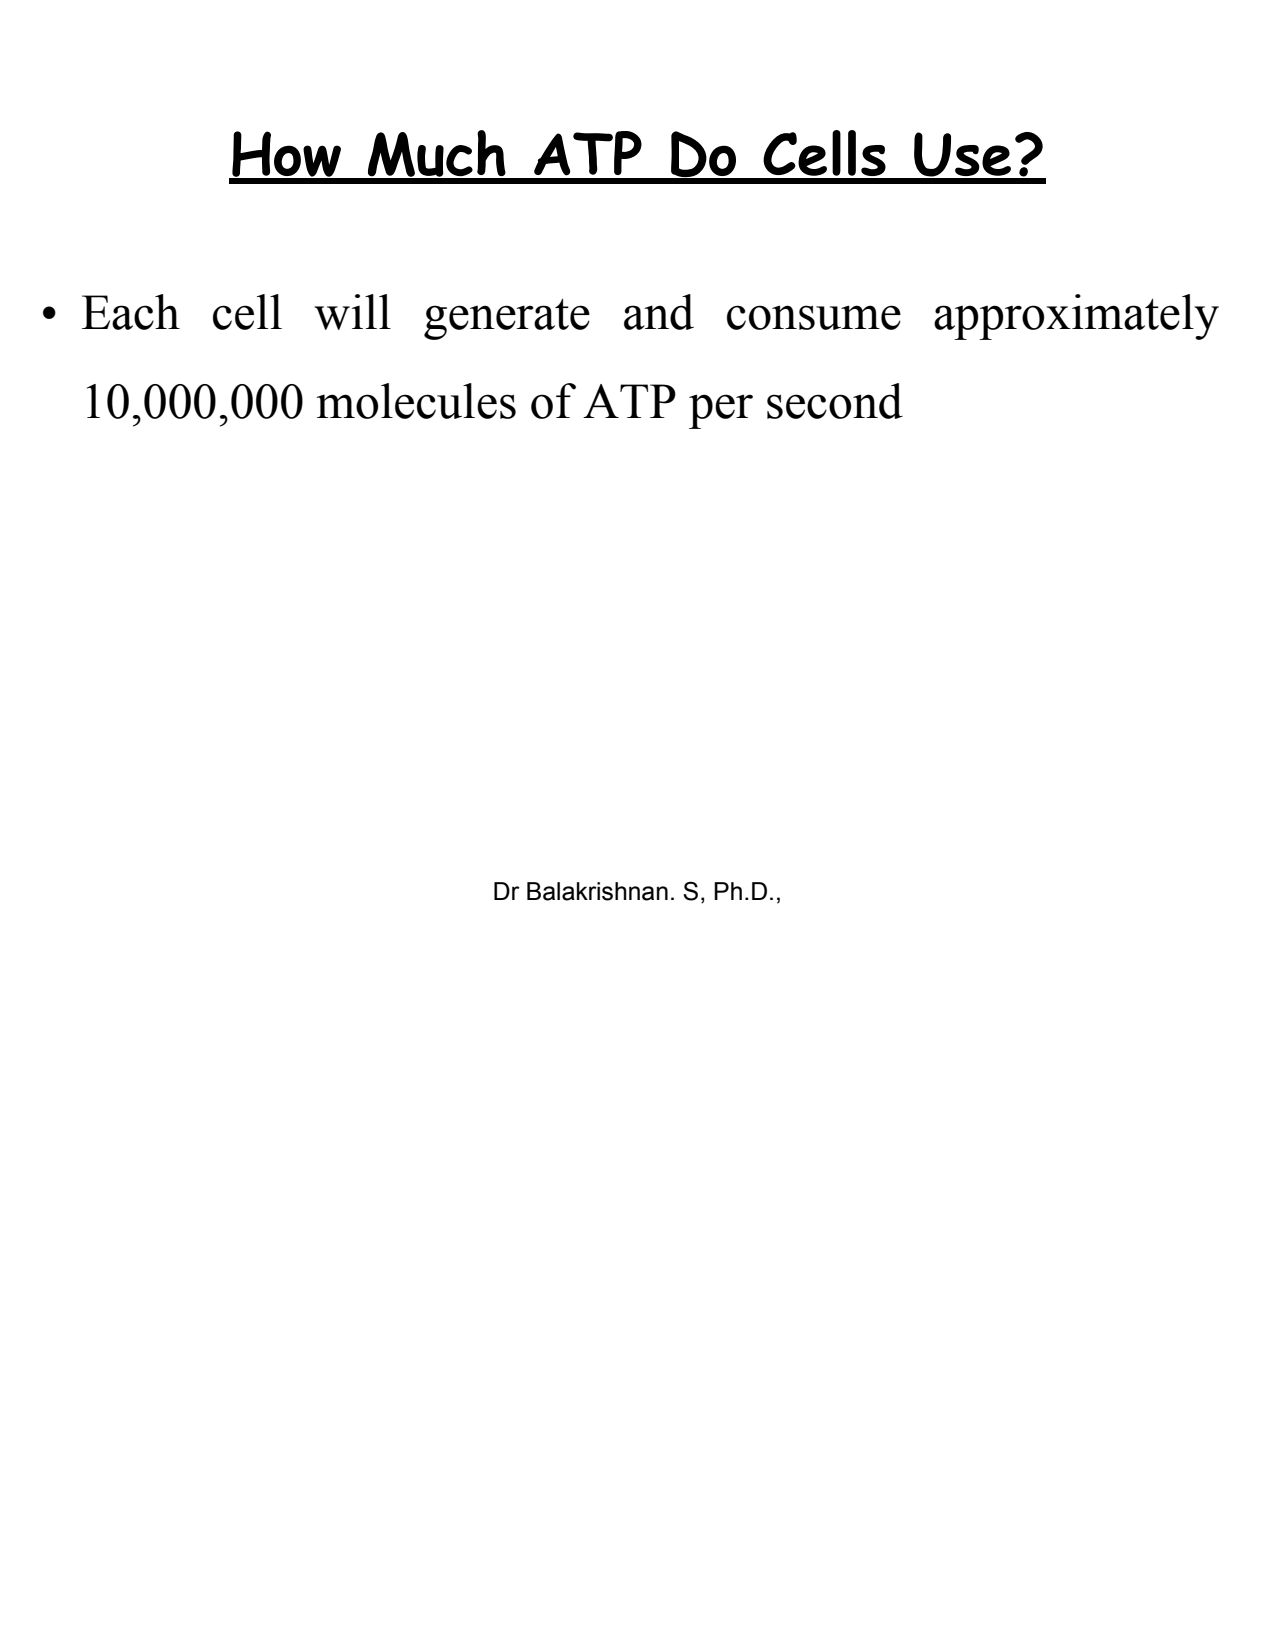 How Much ATP Do Cells Use?
• Each cell will generate and consume approximately
10,000,000 molecules of ATP per second
Dr Balakrishnan. S, Ph.D.,